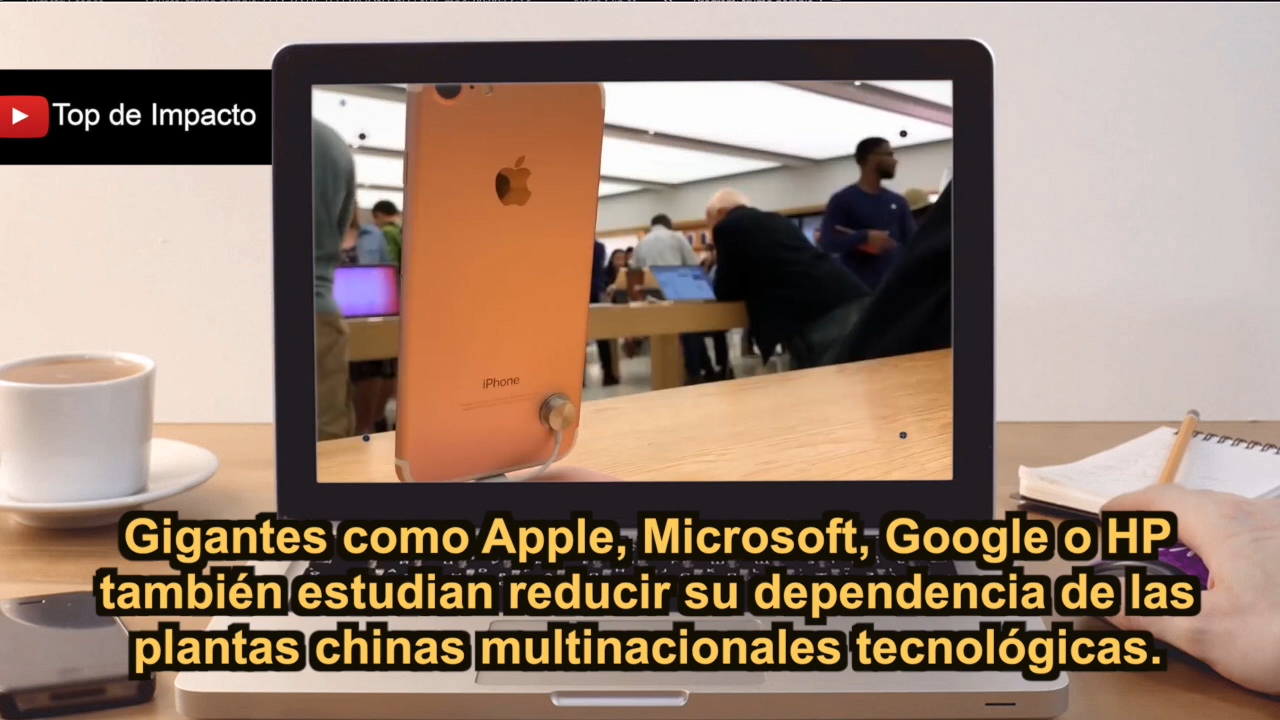 Top de Impacto
iPhone
Gigantes como Apple, Microsoft, Google o HP
también estudian reducir su dependencia de las
plantas chinas multinacionales tecnológicas.